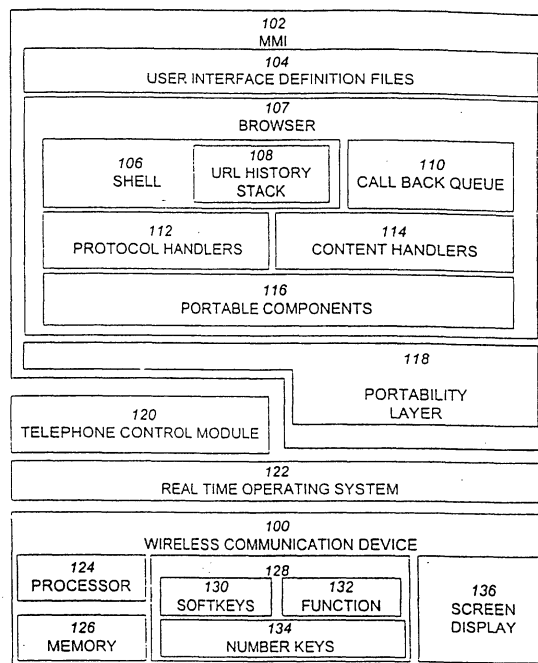 102
MMI
104
USER INTERFACE DEFINITION FILES
107
BROWSER
106
SHELL
108
URL HISTORY
STACK
110
CALL BACK QUEUE
112
PROTOCOL HANDLERS
114
CONTENT HANDLERS
116
PORTABLE COMPONENTS
118
PORTABILITY
LAYER
120
TELEPHONE CONTROL MODULE
122
REAL TIME OPERATING SYSTEM
100
WIRELESS COMMUNICATION DEVICE
124
PROCESSOR
126
MEMORY
128
130
SOFTKEYS
132
FUNCTION
134
NUMBER KEYS
136
SCREEN
DISPLAY